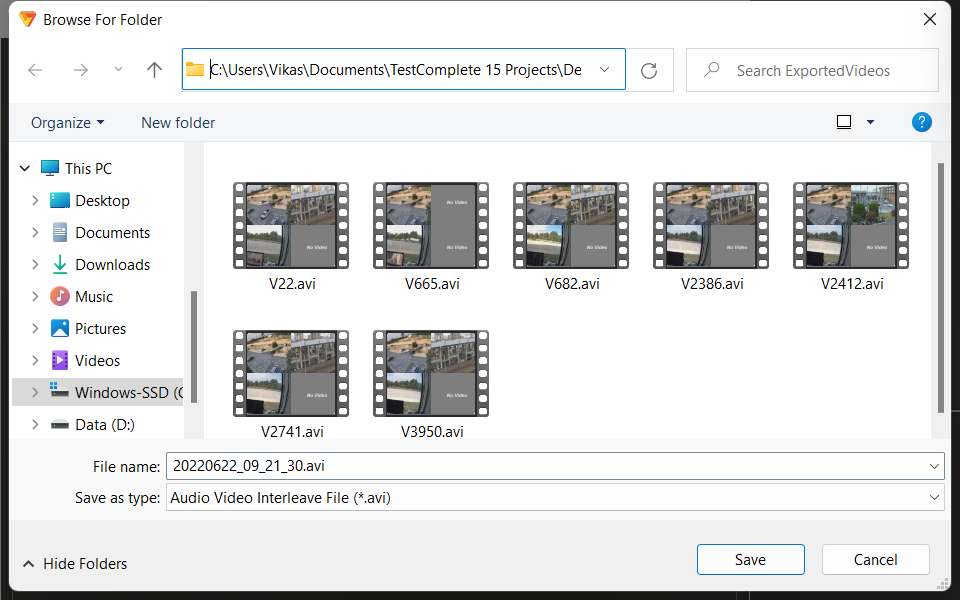 Browse For Folder
C:\Users\Vikas\Documents\TestComplete 15 Projects\De
Search ExportedVideos
Organize
New folder
?
This PC
Desktop
Documents
Downloads
Music
Pictures
Videos
Windows-SSD (C
Data (D:)
No Video
No Video
No Video
No Video
No Video
No Video
V22.avi
V665.avi
V682.avi
V2386.avi
V2412.avi
No Video
No Video
V2741.avi
V3950.avi
File name: 20220622_09_21_30.avi
Save as type: Audio Video Interleave File (*.avi)
Hide Folders
Save
Cancel